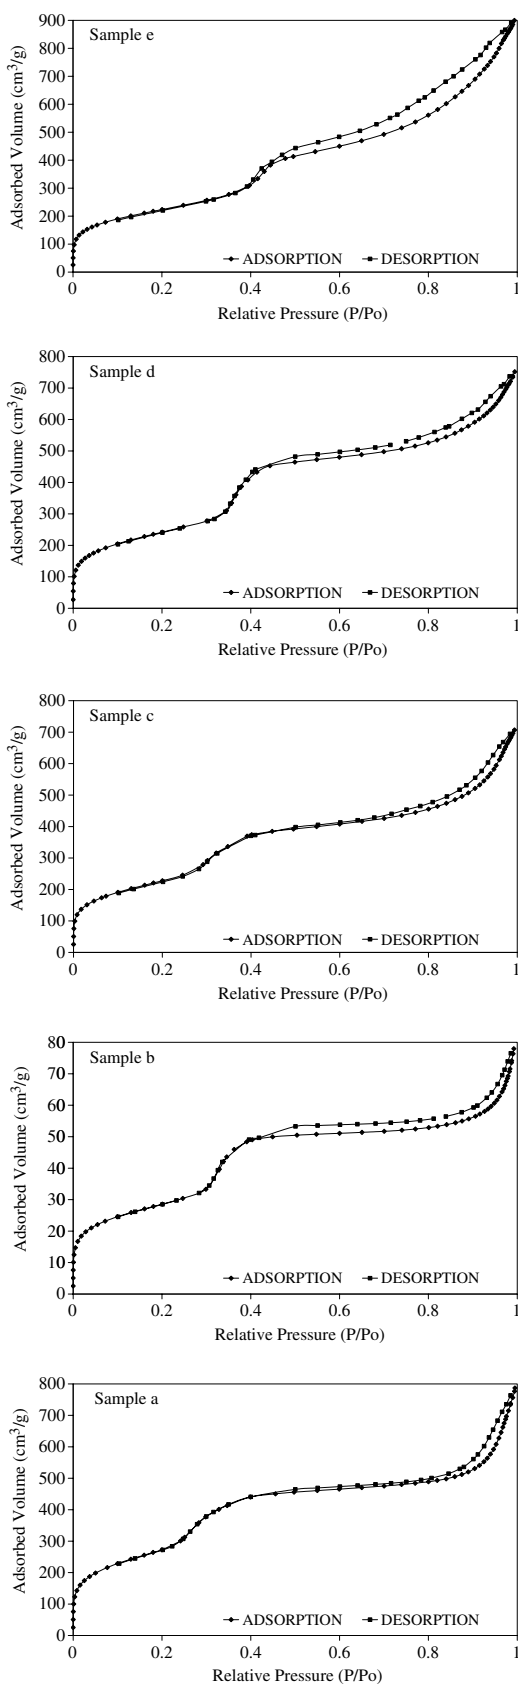 Sample e
900
800
700
600
500
400
300
200
100
0
Adsorbed Volume (cm³/g)
ADSORPTION DESORPTION
0 0.2 0.4 0.6 0.8 1
Relative Pressure (P/Po)
Sample d
800
700
600
500
400
300
200
100
0
Adsorbed Volume (cm³/g)
ADSORPTION DESORPTION
0 0.2 0.4 0.6 0.8 1
Relative Pressure (P/Po)
Sample c
800
700
600
500
400
300
200
100
0
Adsorbed Volume (cm³/g)
ADSORPTION DESORPTION
0 0.2 0.4 0.6 0.8 1
Relative Pressure (P/Po)
Sample b
80
70
60
50
40
30
20
10
0
Adsorbed Volume (cm³/g)
ADSORPTION DESORPTION
0 0.2 0.4 0.6 0.8 1
Relative Pressure (P/Po)
Sample a
800
700
600
500
400
300
200
100
0
Adsorbed Volume (cm³/g)
ADSORPTION DESORPTION
0 0.2 0.4 0.6 0.8 1
Relative Pressure (P/Po)